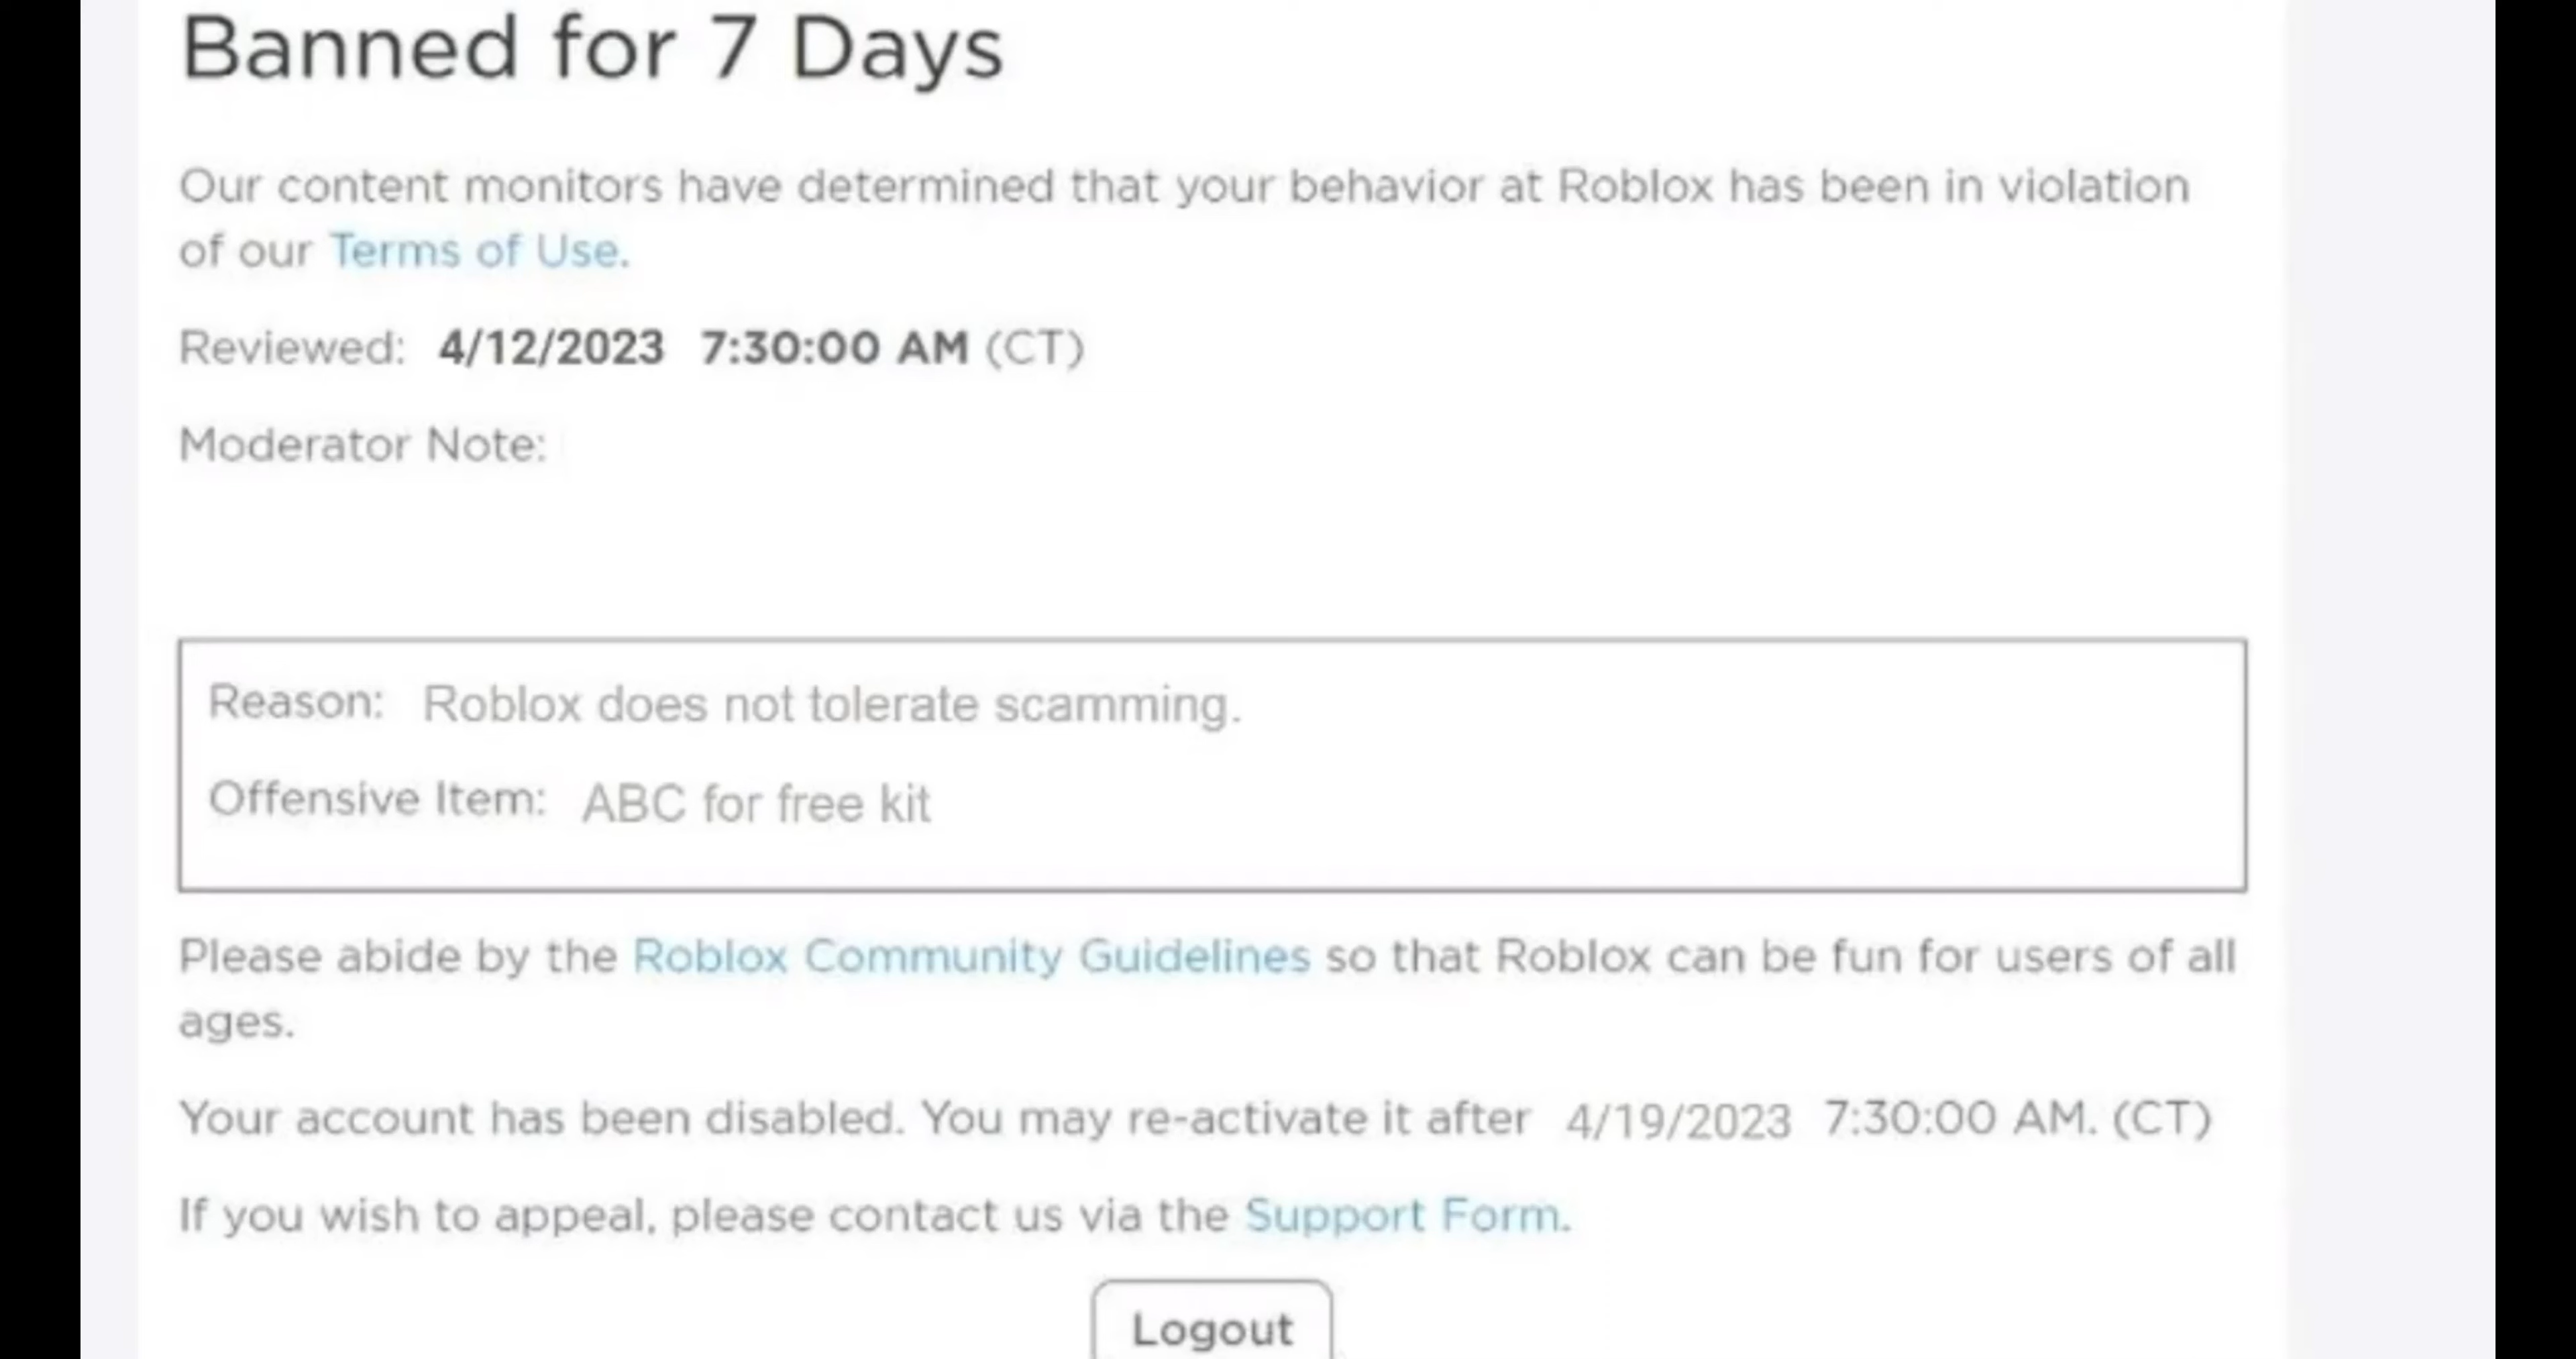 Banned for 7 Days
Our content monitors have determined that your behavior at Roblox has been in violation
of our Terms of Use.
Reviewed: 4/12/2023 7:30:00 AM (CT)
Moderator Note:
Reason: Roblox does not tolerate scamming.
Offensive Item: ABC for free kit
Please abide by the Roblox Community Guidelines so that Roblox can be fun for users of all
ages.
Your account has been disabled. You may re-activate it after 4/19/2023 7:30:00 AM. (CT)
If you wish to appeal, please contact us via the Support Form.
Logout